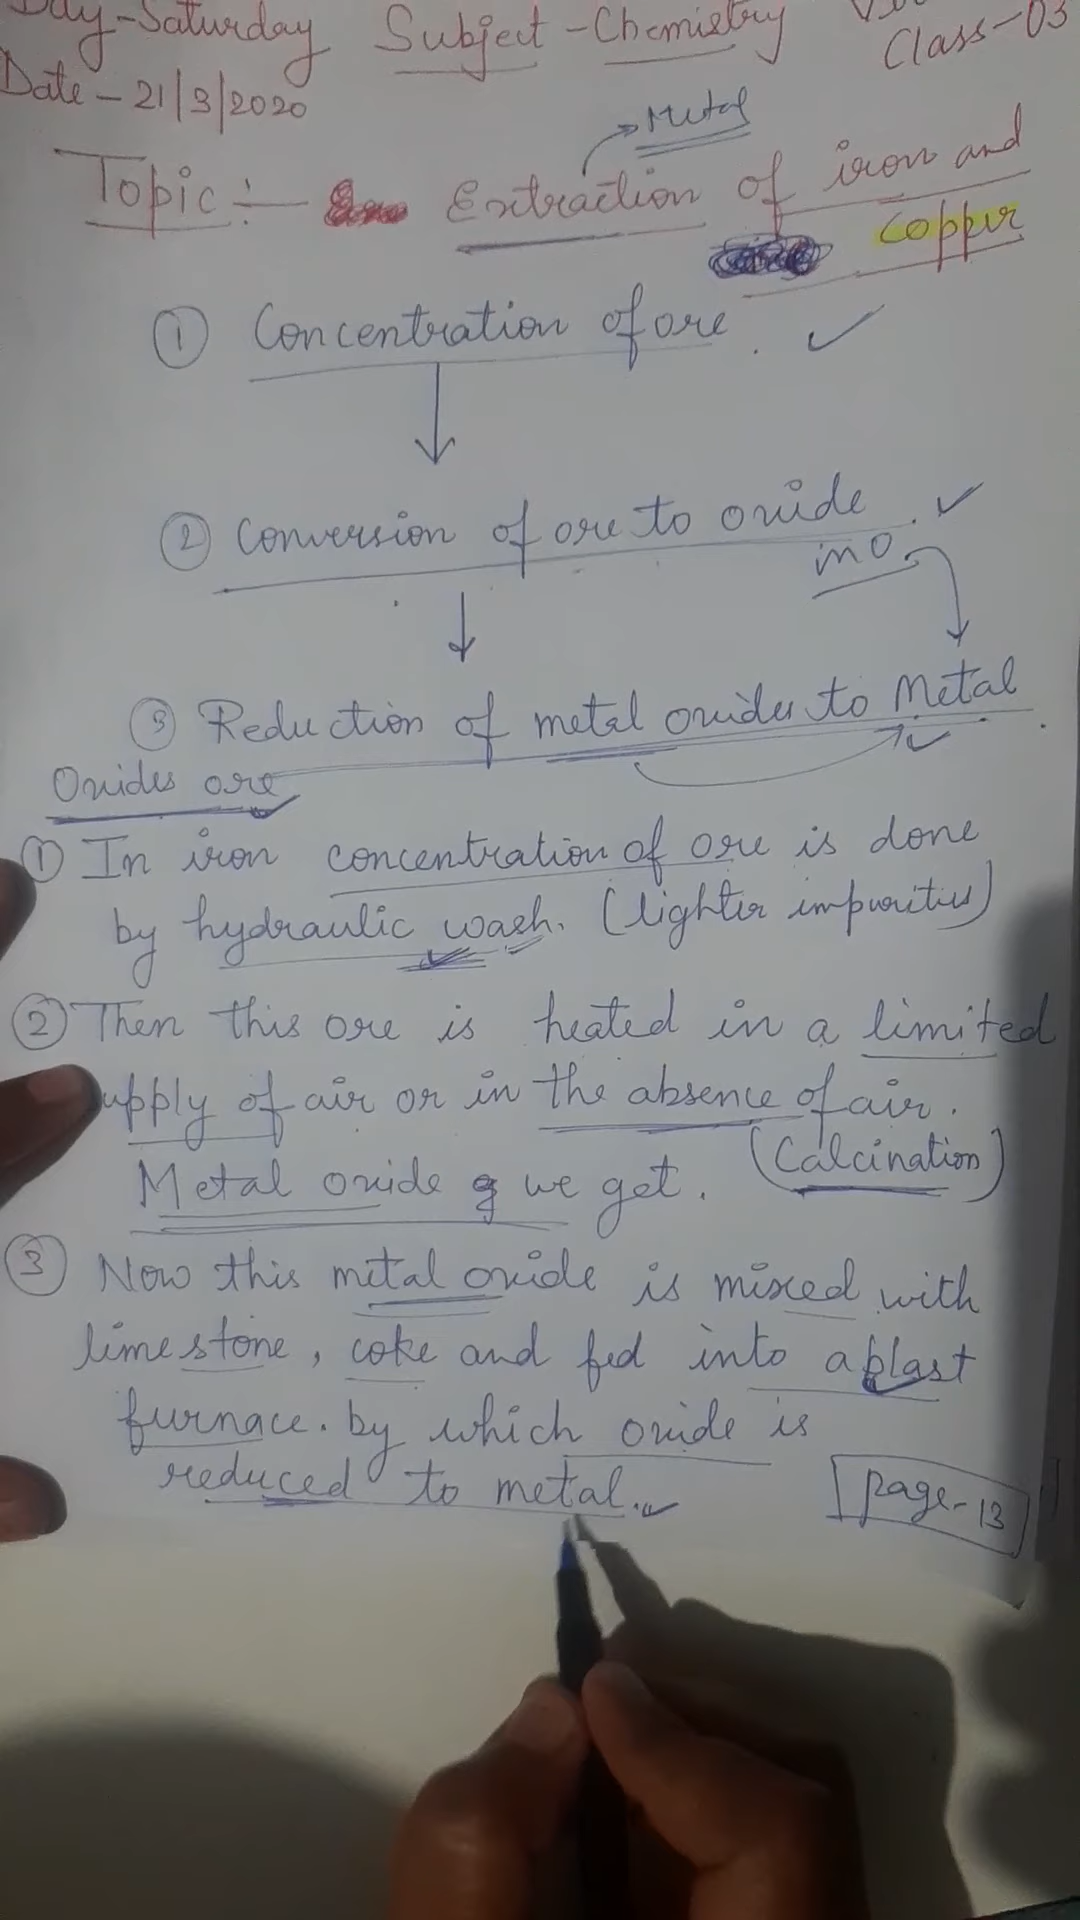 Day-Saturday Subject-Chemistry
Class-03
Date-21/3/2020
Metal
Topic:- Extraction of iron and
Copper
① Concentration of ore.
② Conversion of ore to oxide.
mO
③ Reduction of metal oxides to Metal
Oxides ore
① In iron concentration of ore is done
by hydraulic wash. (lighter impurities)
② Then this ore is heated in a limited
supply of air or in the absence of air.
(Calcination)
Metal oxide we get.
③ Now this metal oxide is mixed with
limestone, coke and fed into a blast
furnace. by which oxide is
reduced to metal.
Page-13